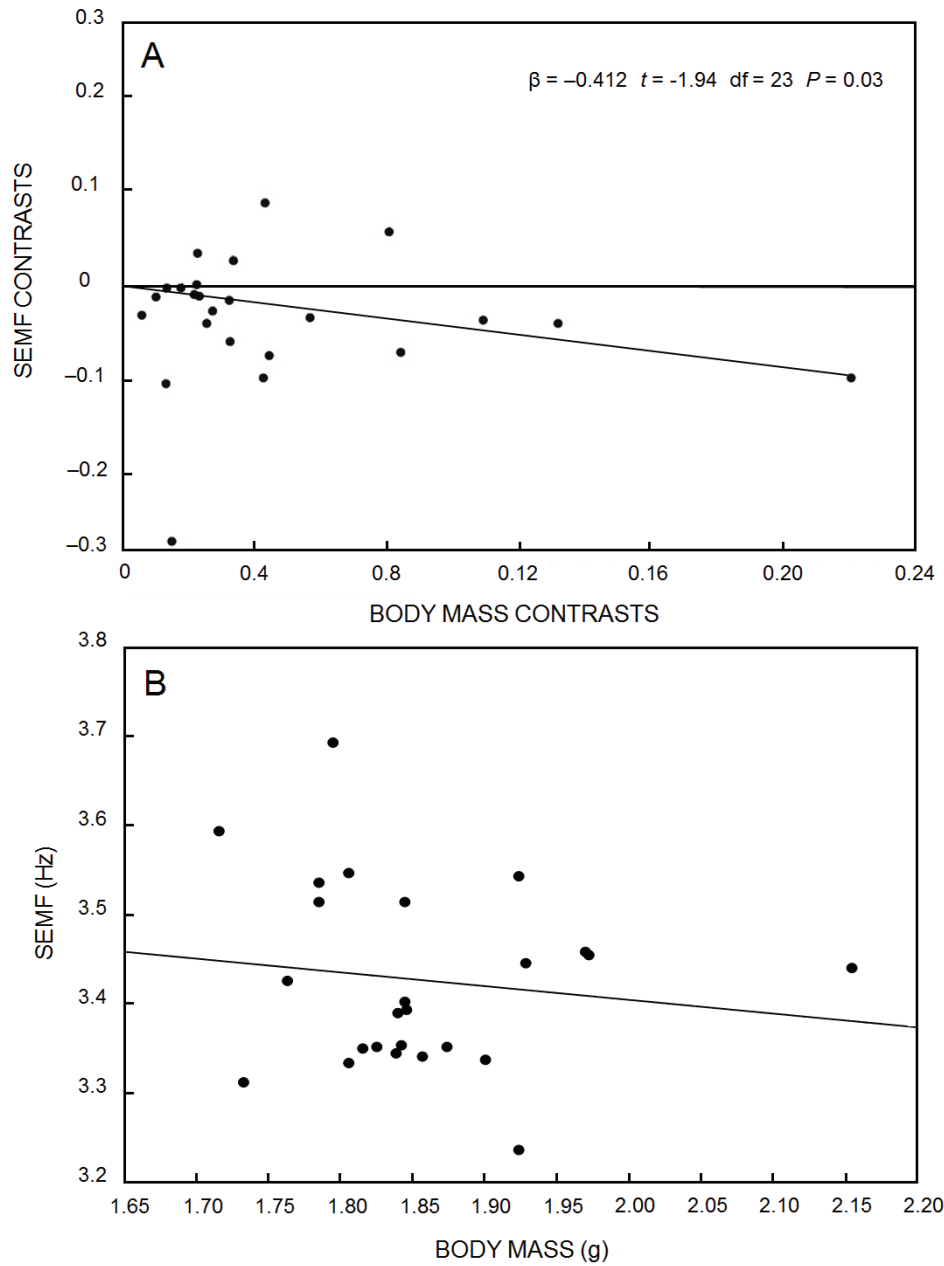 A
β = –0.412 t = -1.94 df = 23 P = 0.03
SEMF CONTRASTS
0.3
0.2
0.1
0
–0.1
–0.2
–0.3
0 0.4 0.8 0.12 0.16 0.20 0.24
BODY MASS CONTRASTS
B
SEMF (Hz)
3.8
3.7
3.6
3.5
3.4
3.3
3.2
1.65 1.70 1.75 1.80 1.85 1.90 1.95 2.00 2.05 2.10 2.15 2.20
BODY MASS (g)